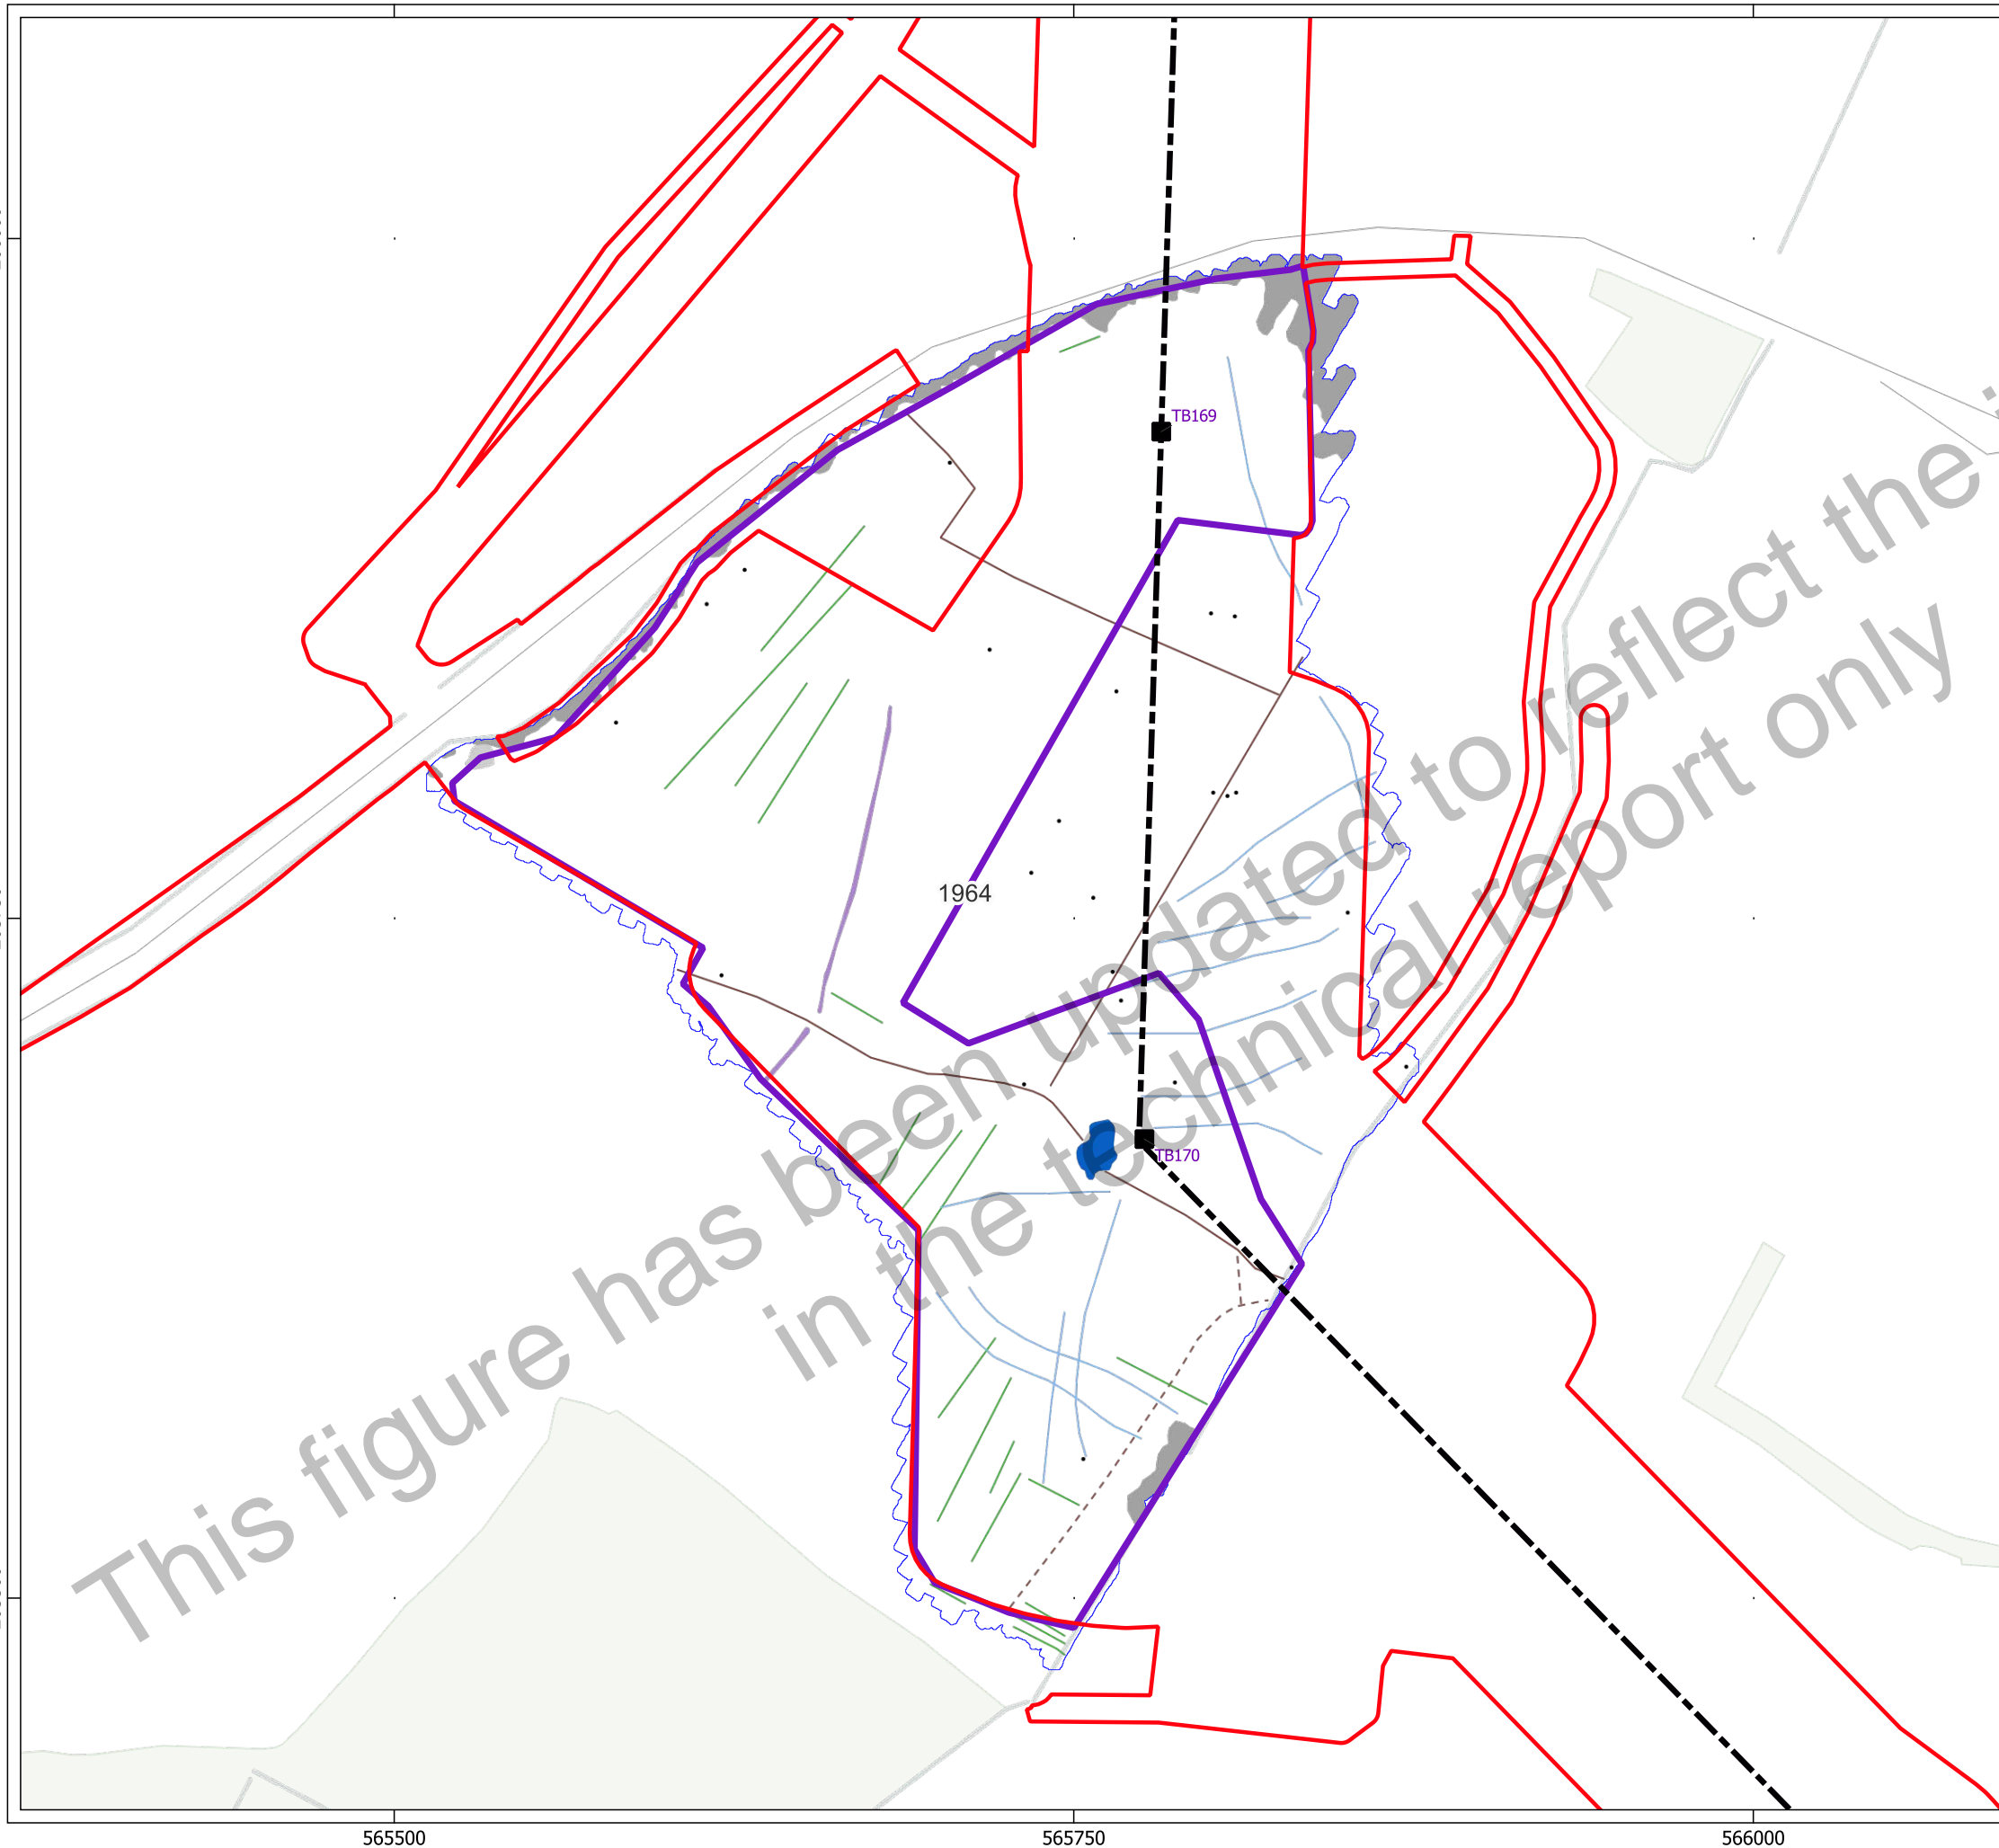 TB169
1964
TB170
This figure has been updated to reflect the
in the technical report only
565500
565750
566000